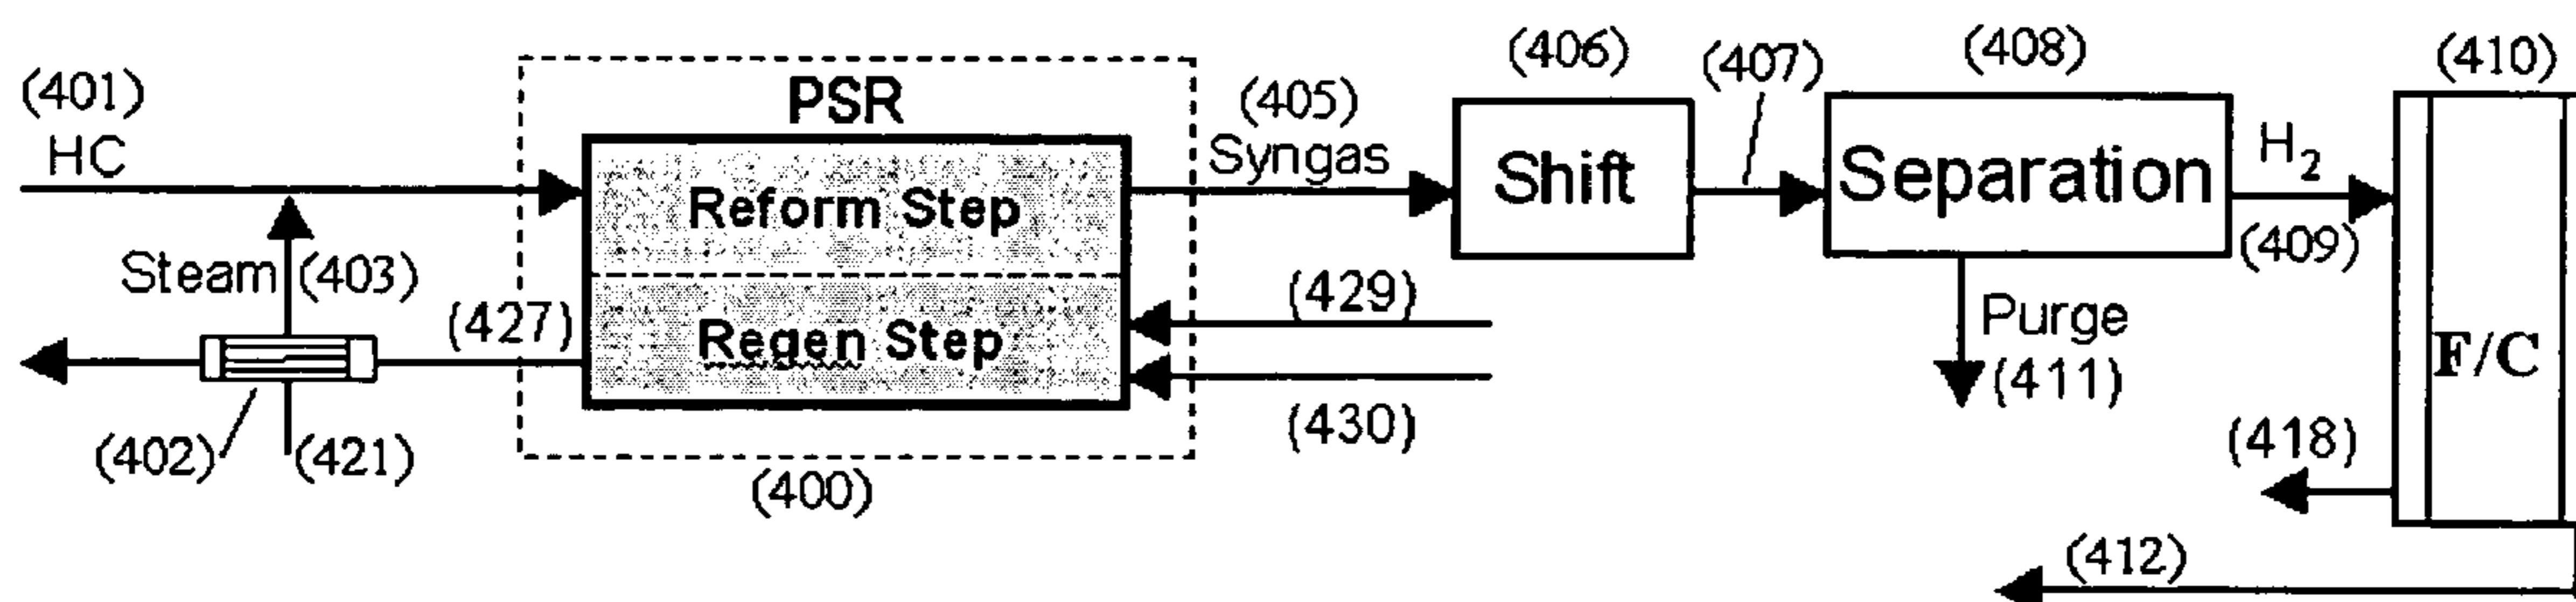 (401)
HC
Steam
(403)
(427)
(402)
(421)
PSR
Reform Step
Regen Step
(400)
(405)
Syngas
(429)
(430)
(406)
Shift
(407)
(408)
Separation
Purge
(411)
H2
(409)
(410)
F/C
(418)
(412)